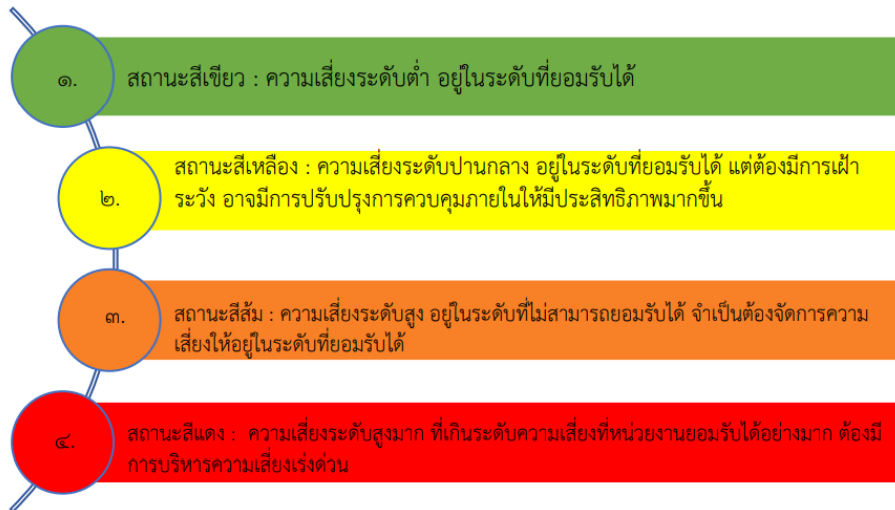 ๑. สถานะสีเขียว : ความเสี่ยงระดับต่ำ อยู่ในระดับที่ยอมรับได้
๒. สถานะสีเหลือง : ความเสี่ยงระดับปานกลาง อยู่ในระดับที่ยอมรับได้ แต่ต้องมีการเฝ้า
ระวัง อาจมีการปรับปรุงการควบคุมภายในให้มีประสิทธิภาพมากขึ้น
๓. สถานะสีส้ม : ความเสี่ยงระดับสูง อยู่ในระดับที่ไม่สามารถยอมรับได้ จำเป็นต้องจัดการความ
เสี่ยงให้อยู่ในระดับที่ยอมรับได้
๔. สถานะสีแดง : ความเสี่ยงระดับสูงมาก ที่เกินระดับความเสี่ยงที่หน่วยงานยอมรับได้อย่างมาก ต้องมี
การบริหารความเสี่ยงเร่งด่วน